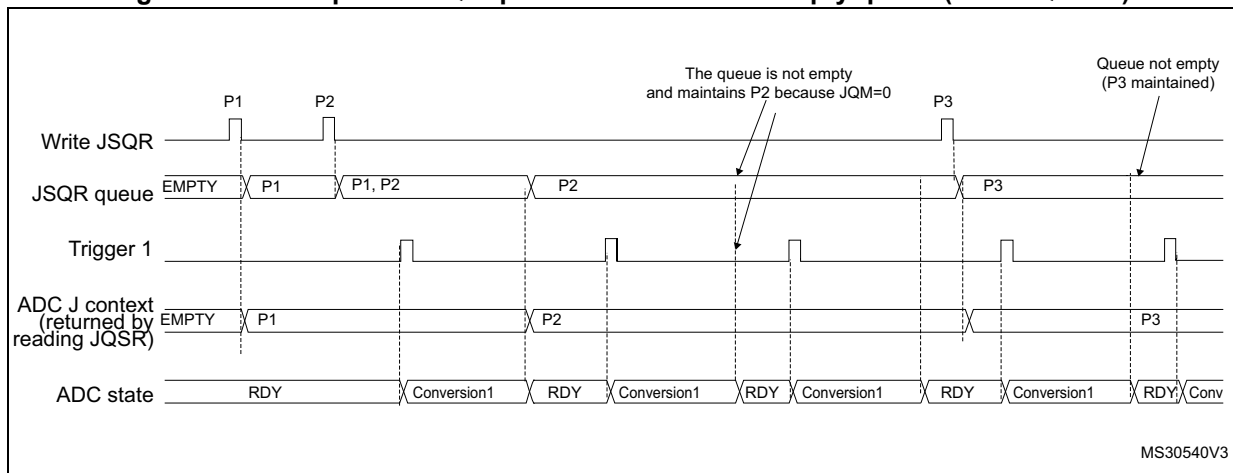 The queue is not empty
and maintains P2 because JQM=0
Queue not empty
(P3 maintained)
P1 P2 P3
Write JSQR
JSQR queue EMPTY P1 P1, P2 P2 P3
Trigger 1
ADC J context
(returned by
reading JQSR)
EMPTY P1 P2 P3
ADC state RDY Conversion1 RDY Conversion1 RDY Conversion1 RDY Conversion1 RDY Conv
MS30540V3